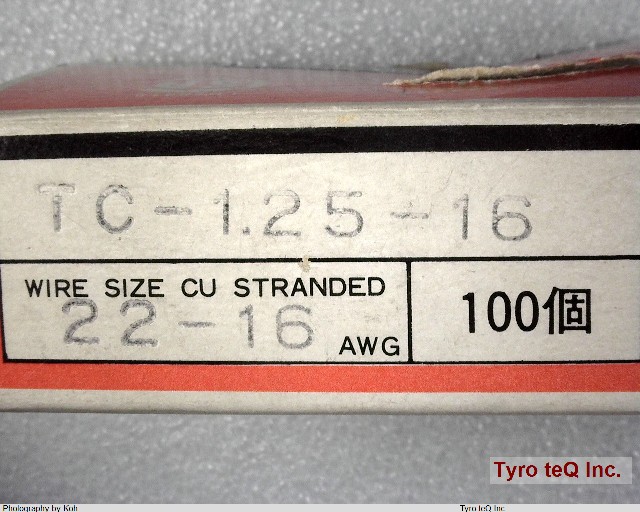 TC-1.25-16
WIRE SIZE CU STRANDED
22-16 AWG
100個
Tyro teQ Inc.
Photography by Koh
Tyro teQ Inc